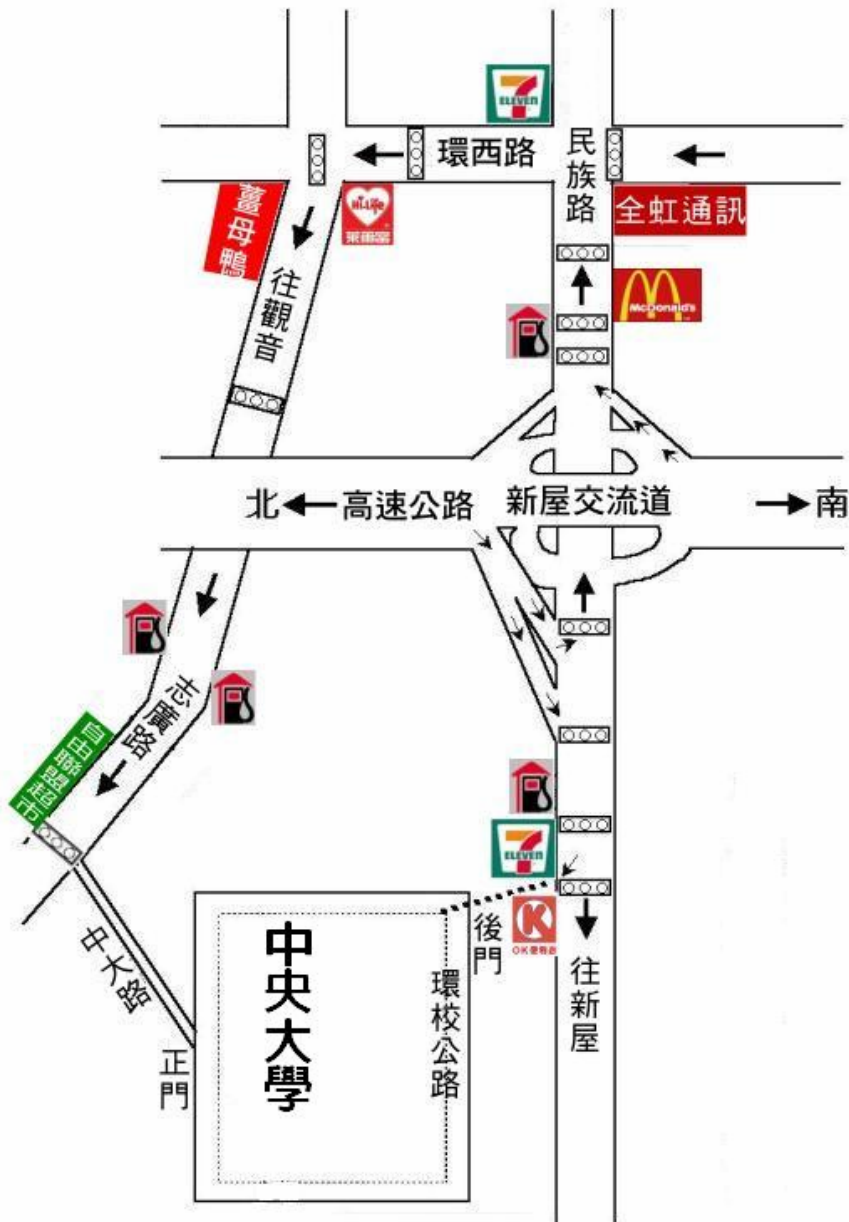 7
ELEVEN
環西路
民族路
全虹通訊
薑母鴨
Hi-Life
萊爾富
往觀音
McDonald's
北
高速公路
新屋交流道
南
志廣路
自由聯盟超市
7
ELEVEN
K
OK便利店
後門
中央大學
環校公路
往新屋
中大路
正門